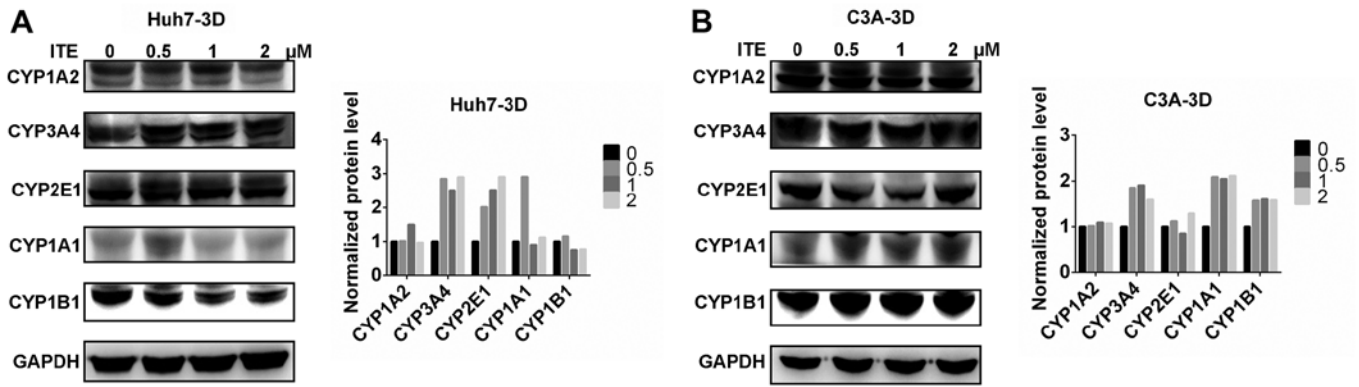 A
Huh7-3D
ITE 0 0.5 1 2 μM
CYP1A2
CYP3A4
CYP2E1
CYP1A1
CYP1B1
GAPDH
Huh7-3D
Normalized protein level
4
3
2
1
0
CYP1A2
CYP3A4
CYP2E1
CYP1A1
CYP1B1
0
0.5
1
2
B
C3A-3D
ITE 0 0.5 1 2 μM
CYP1A2
CYP3A4
CYP2E1
CYP1A1
CYP1B1
GAPDH
C3A-3D
Normalized protein level
3
2
1
0
CYP1A2
CYP3A4
CYP2E1
CYP1A1
CYP1B1
0
0.5
1
2